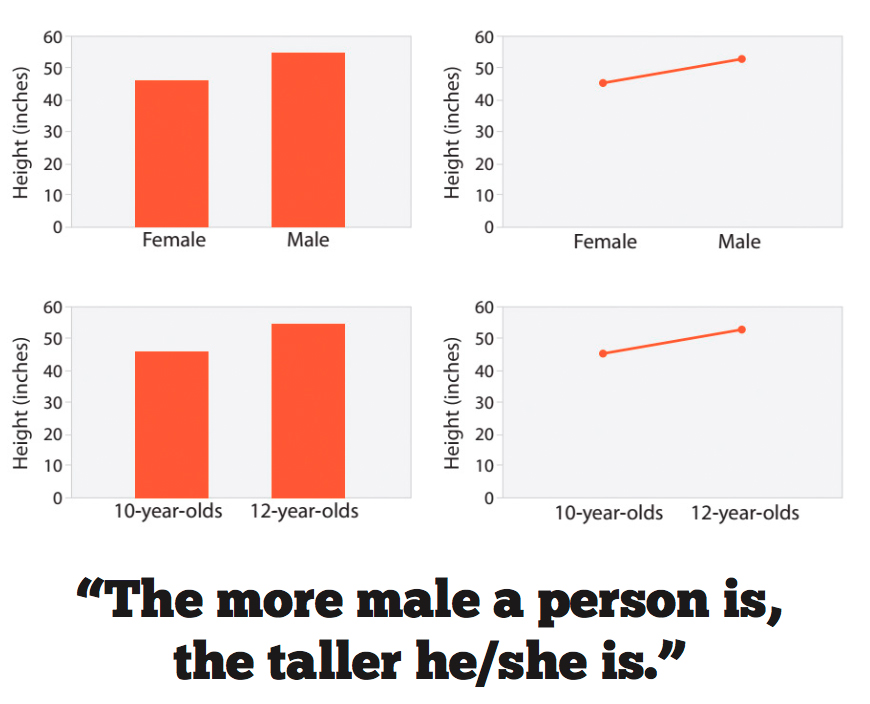 Height (inches)
60
50
40
30
20
10
0
Female Male
Height (inches)
60
50
40
30
20
10
0
Female Male
Height (inches)
60
50
40
30
20
10
0
10-year-olds 12-year-olds
Height (inches)
60
50
40
30
20
10
0
10-year-olds 12-year-olds
“The more male a person is,
the taller he/she is.”